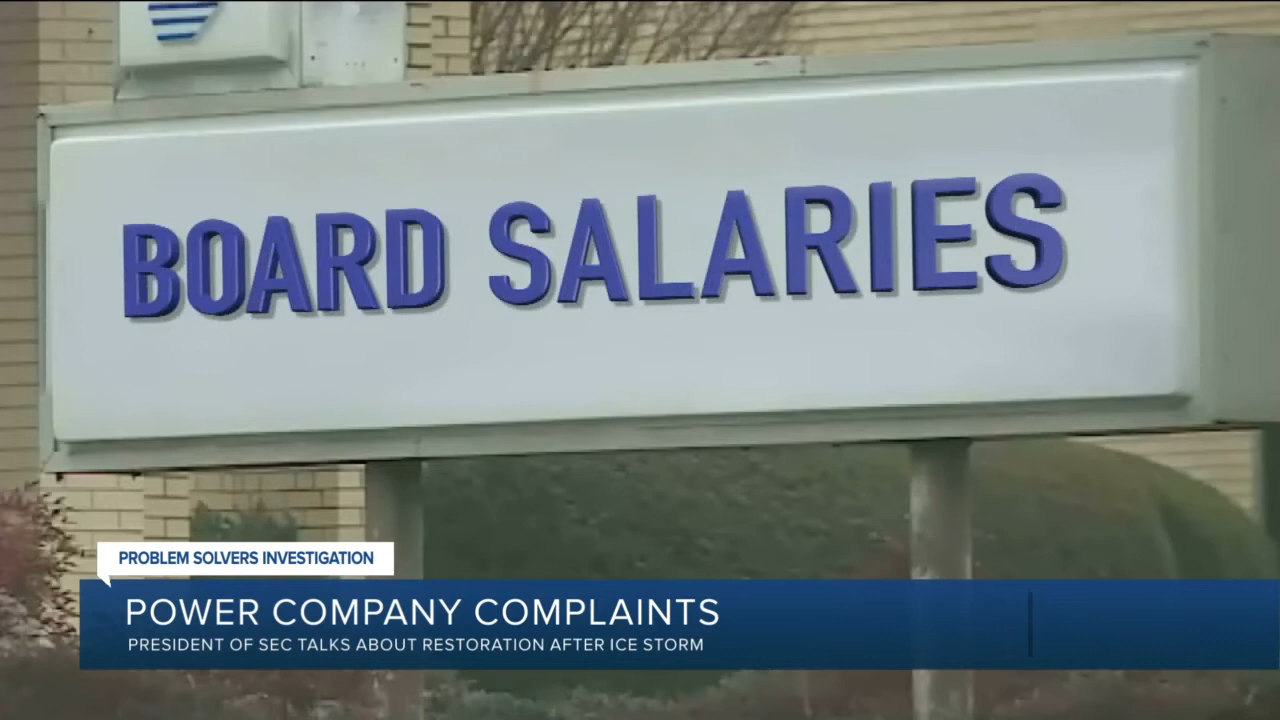 BOARD SALARIES
PROBLEM SOLVERS INVESTIGATION
POWER COMPANY COMPLAINTS
PRESIDENT OF SEC TALKS ABOUT RESTORATION AFTER ICE STORM